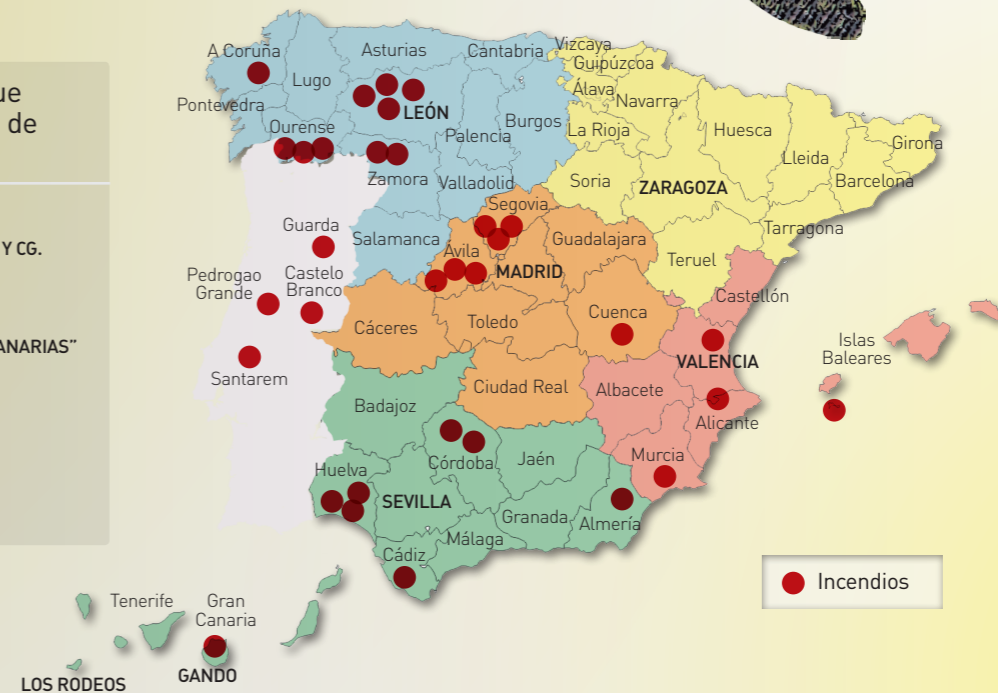 ue
de
Y CG.
ANARIAS”
A Coruña
Lugo
Asturias
Cantabria
Vizcaya
Guipúzcoa
Álava
Navarra
Pontevedra
Ourense
LEÓN
Palencia
Burgos
La Rioja
Huesca
Lleida
Girona
Barcelona
Zamora
Valladolid
Soria
ZARAGOZA
Tarragona
Segovia
Guarda
Salamanca
Ávila
MADRID
Guadalajara
Teruel
Castellón
Pedrogao
Grande
Castelo
Branco
Cáceres
Toledo
Cuenca
VALENCIA
Islas
Baleares
Santarem
Ciudad Real
Albacete
Alicante
Badajoz
Murcia
Huelva
Córdoba
Jaén
SEVILLA
Granada
Almería
Málaga
Cádiz
Incendios
Tenerife
Gran
Canaria
GANDO
LOS RODEOS